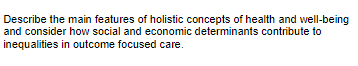 Describe the main features of holistic concepts of health and well-being
and consider how social and economic determinants contribute to
inequalities in outcome focused care.